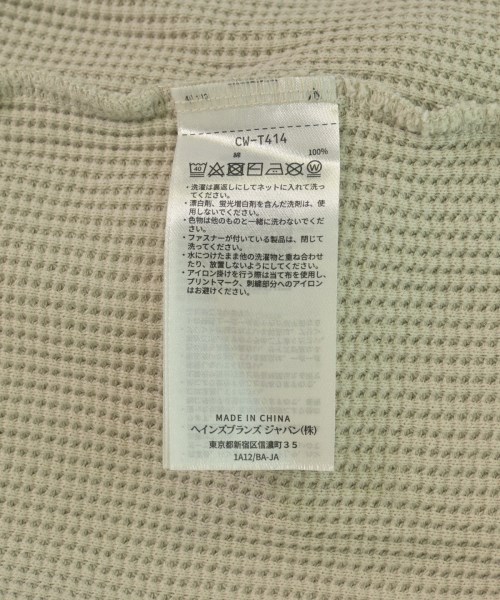 CW-T414
綿 100%
40
・洗濯は裏返しにしてネットに入れて洗っ
てください。
・漂白剤、蛍光増白剤を含んだ洗剤は、使
用しないでください。
・色物は他のものと一緒に洗わないでくだ
さい。
・ファスナーが付いている製品は、閉じて
洗ってください。
・水につけたまま他の洗濯物と重ね合わせ
たり、放置しないようにしてください。
・アイロン掛けを行う際は当て布を使用し、
プリントマーク、刺繍部分へのアイロン
はお避けください。
MADE IN CHINA
ヘインズブランズ ジャパン(株)
東京都新宿区信濃町35
1A12/BA-JA